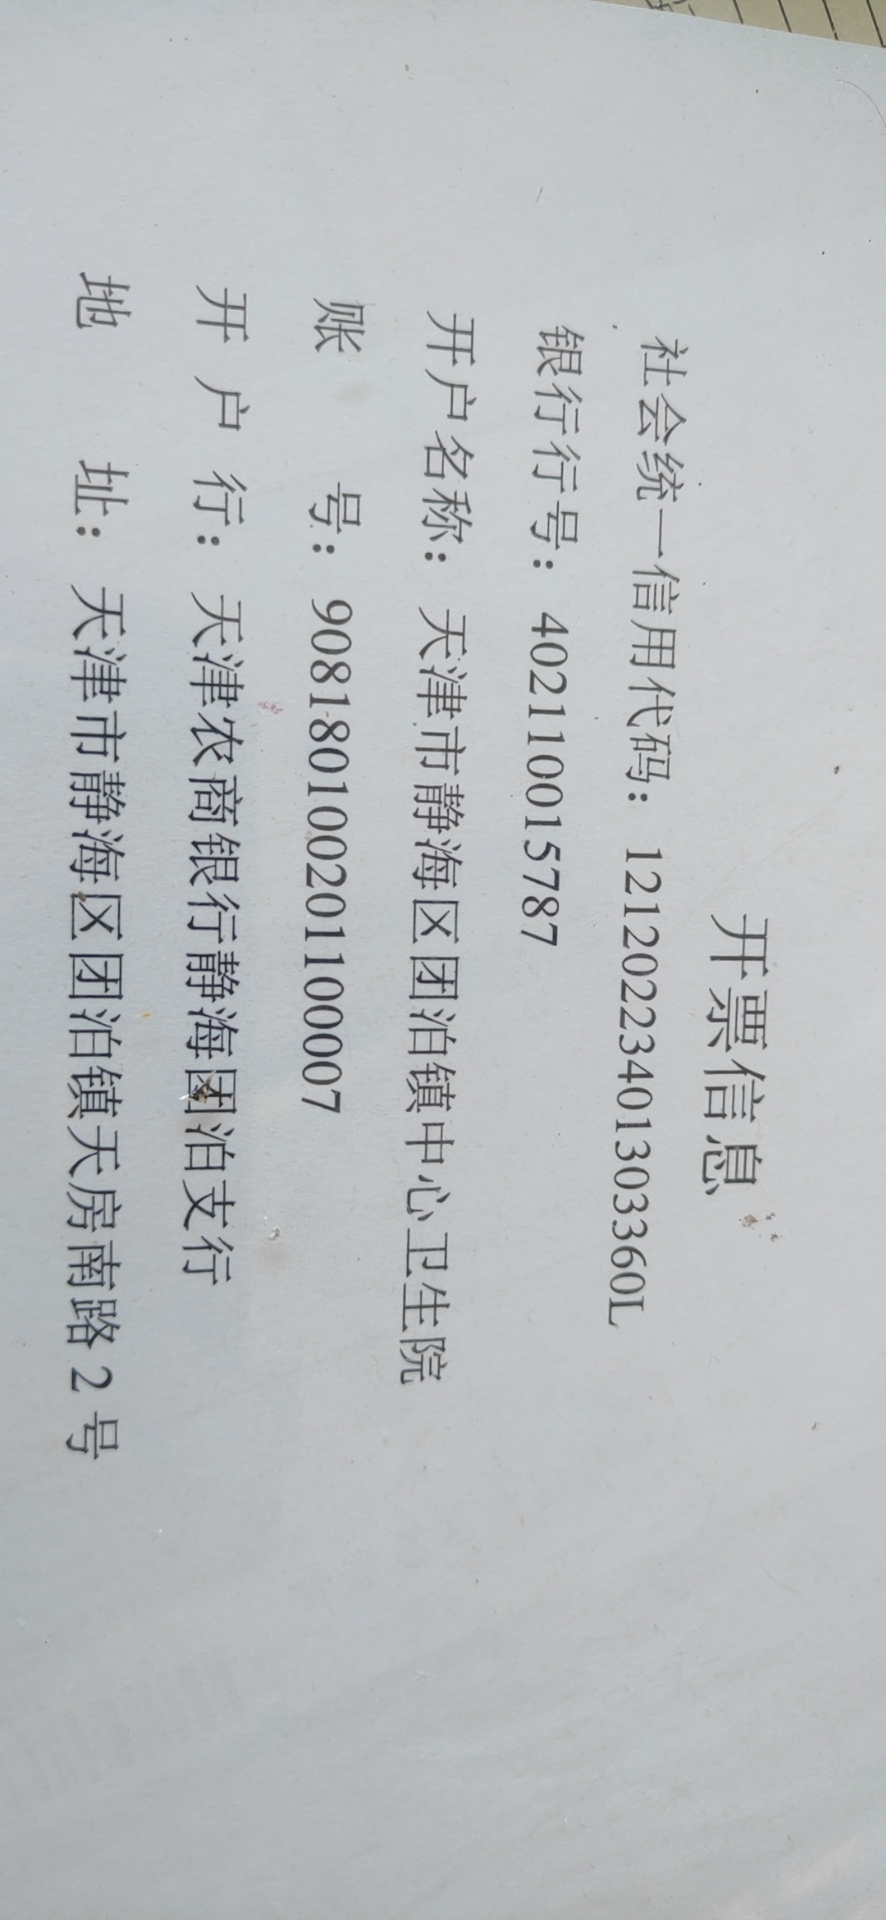 开票信息
社会统一信用代码：12120223401303360L
银行行号：402110015787
开户名称：天津市静海区团泊镇中心卫生院
账 号：908180100201100007
开 户 行：天津农商银行静海团泊支行
地 址：天津市静海区团泊镇天房南路 2 号